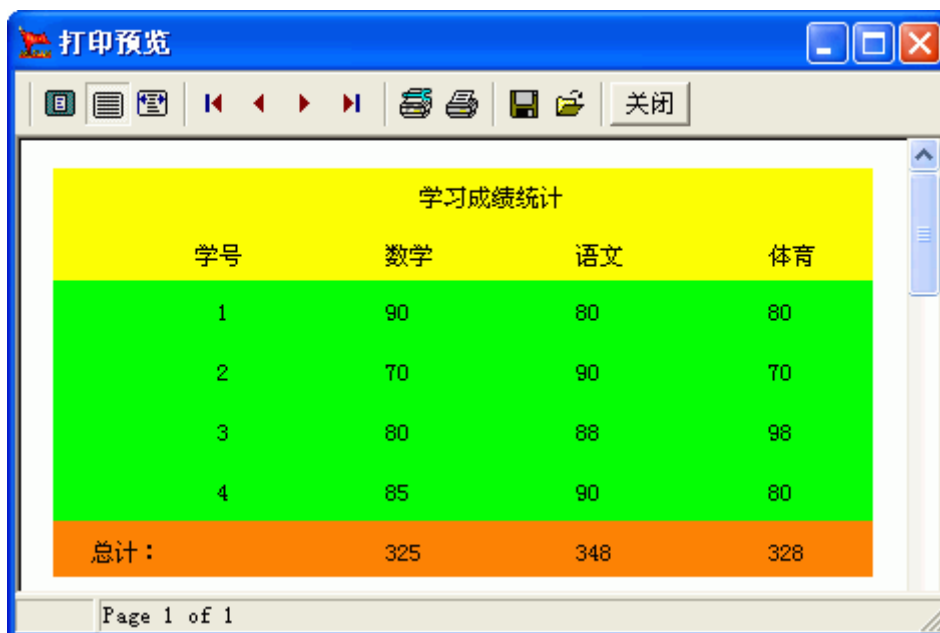 打印预览
关闭
学习成绩统计
学号 数学 语文 体育
1 90 80 80
2 70 90 70
3 80 88 98
4 85 90 80
总计： 325 348 328
Page 1 of 1